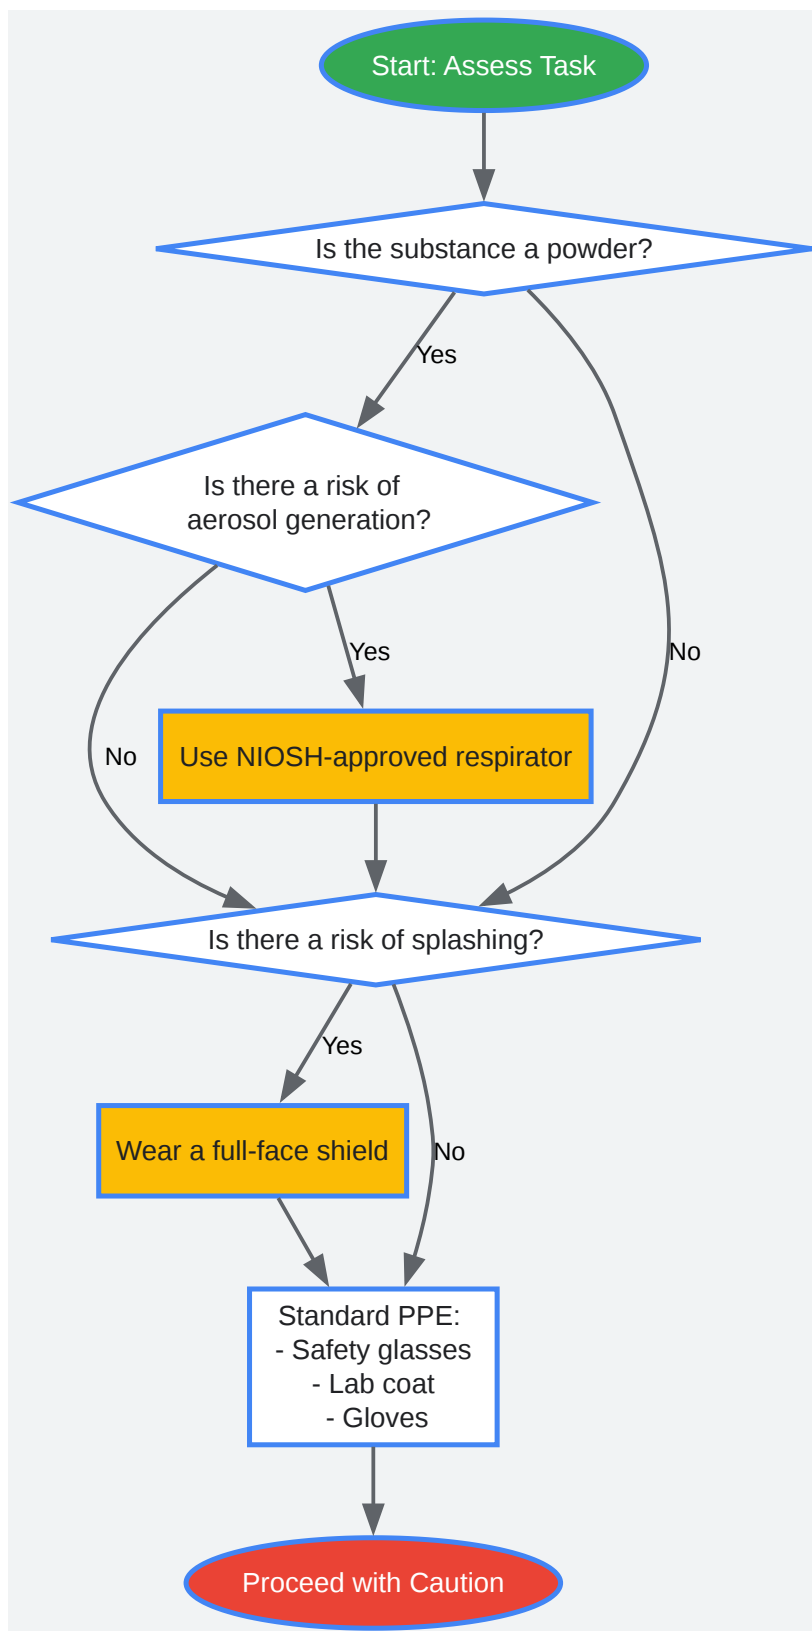 Start: Assess Task
Is the substance a powder?
Yes
Is there a risk of
aerosol generation?
Yes
No
Use NIOSH-approved respirator
No
Is there a risk of splashing?
Yes
Wear a full-face shield
No
Standard PPE:
- Safety glasses
- Lab coat
- Gloves
Proceed with Caution